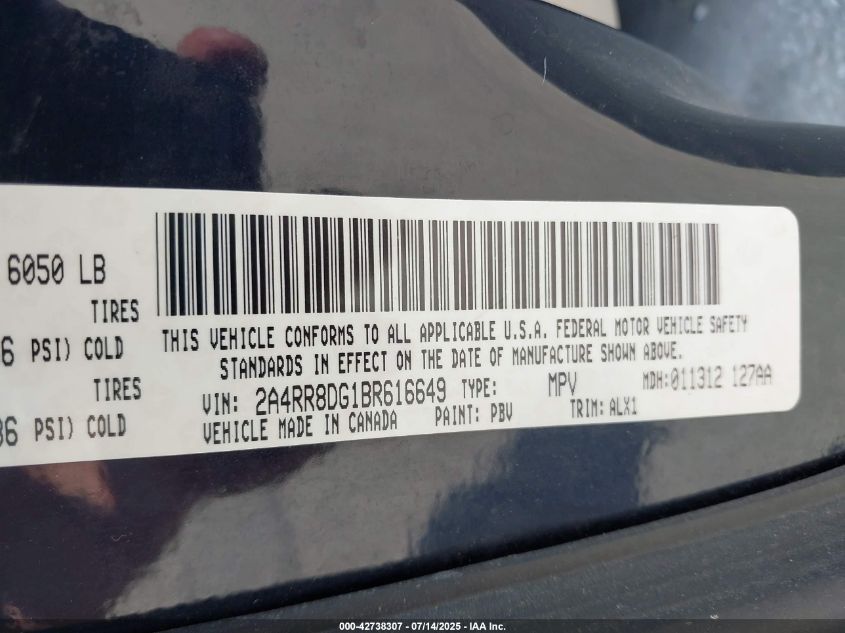 6050 LB
TIRES
6 PSI) COLD
TIRES
36 PSI) COLD
THIS VEHICLE CONFORMS TO ALL APPLICABLE U.S.A. FEDERAL MOTOR VEHICLE SAFETY
STANDARDS IN EFFECT ON THE DATE OF MANUFACTURE SHOWN ABOVE.
VIN: 2A4RR8DG1BR616649 TYPE: MPV MDH:011312 127AA
VEHICLE MADE IN CANADA PAINT: PBV TRIM: ALX1
000-42738307 - 07/14/2025 - IAA Inc.